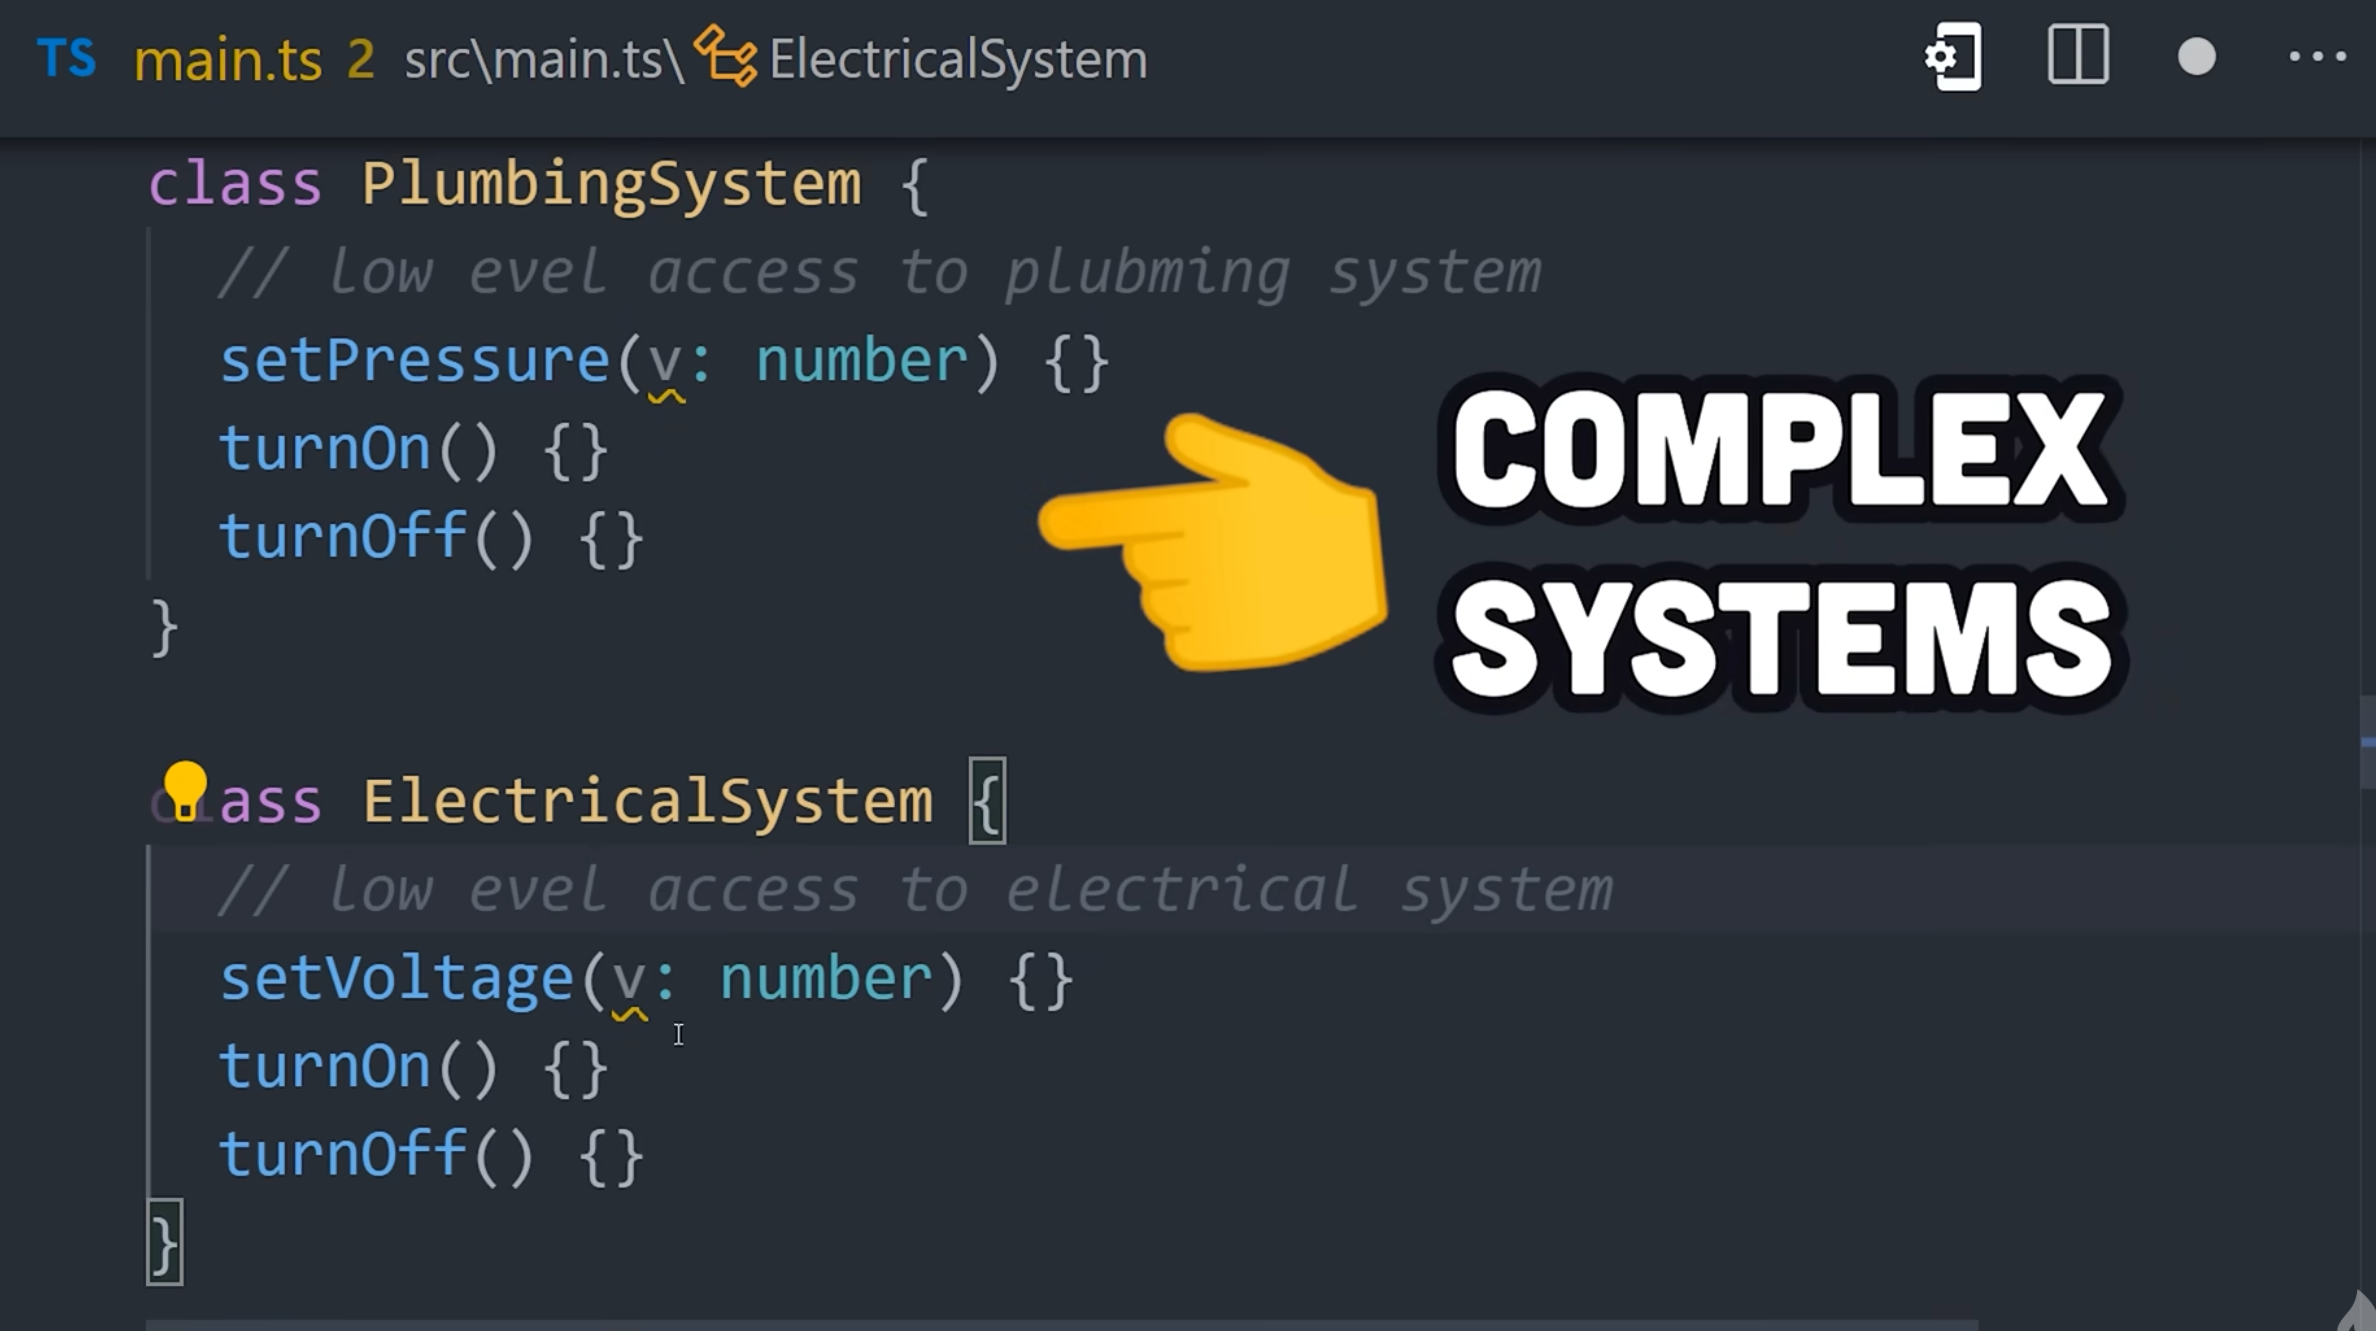 TS main.ts 2 src\main.ts\ElectricalSystem
class PlumbingSystem {
// low evel access to plubming system
setPressure(v: number) {}
turnOn() {}
turnOff() {}
}
COMPLEX
SYSTEMS
class ElectricalSystem {
// low evel access to electrical system
setVoltage(v: number) {}
turnOn() {}
turnOff() {}
}